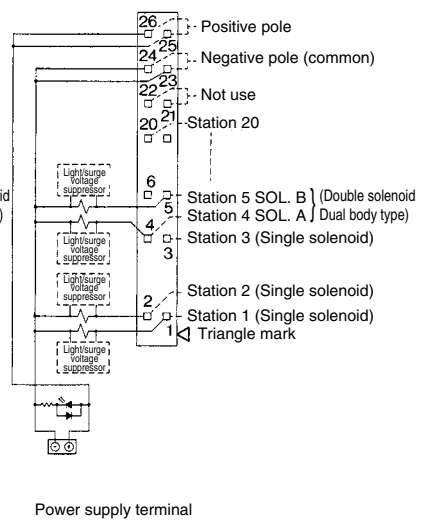 26
Positive pole
25
24
Negative pole (common)
23
22
Not use
21
20
Station 20
Light/surge
voltage
suppressor
6
id
Station 5 SOL. B } (Double solenoid
5
)
4
Station 4 SOL. A } Dual body type)
Light/surge
voltage
suppressor
Station 3 (Single solenoid)
3
Light/surge
voltage
suppressor
2
Station 2 (Single solenoid)
Station 1 (Single solenoid)
1
Triangle mark
Light/surge
voltage
suppressor
Power supply terminal